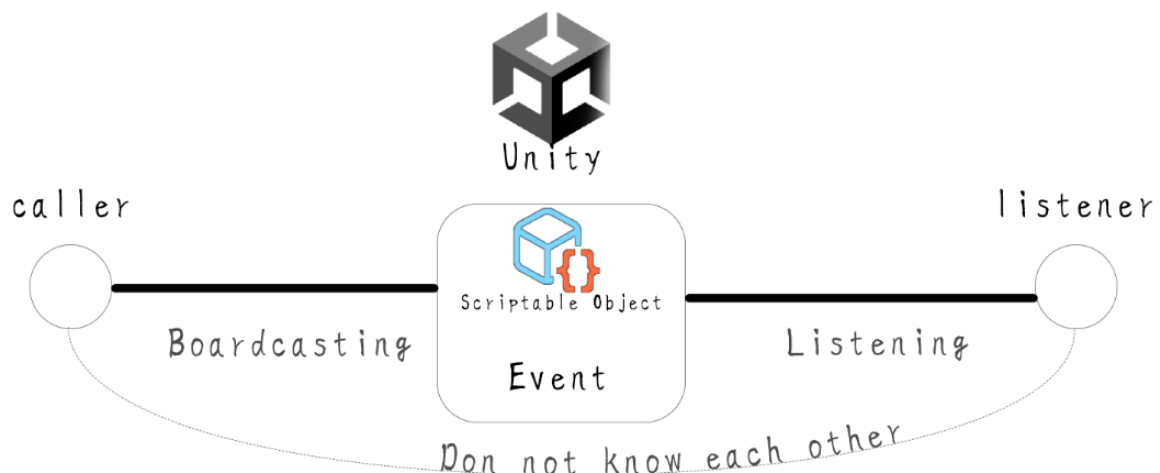 Unity
caller
listener
Scriptable Object
Boardcasting
Listening
Event
Don not know each other